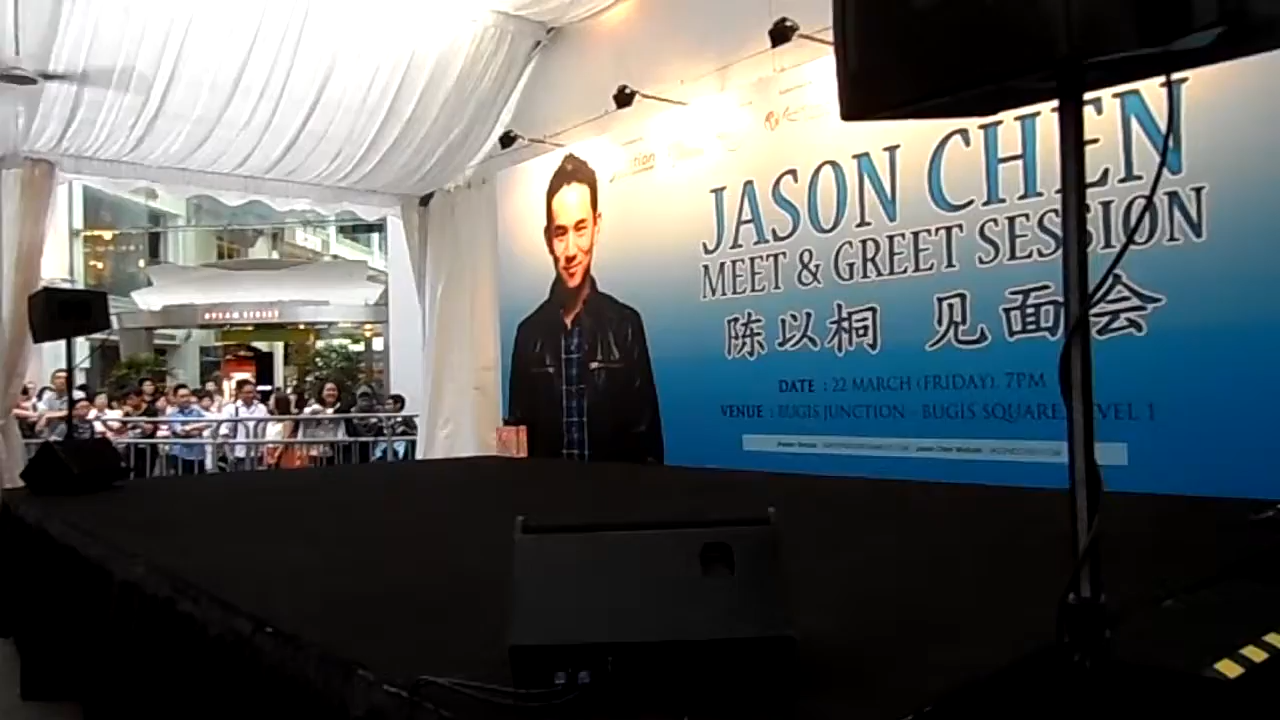 JASON CHEN
MEET & GREET SESSION
陈以桐 见面会
DATE : 22 MARCH (FRIDAY), 7PM
VENUE : BUGIS JUNCTION - BUGIS SQUARE, LEVEL 1